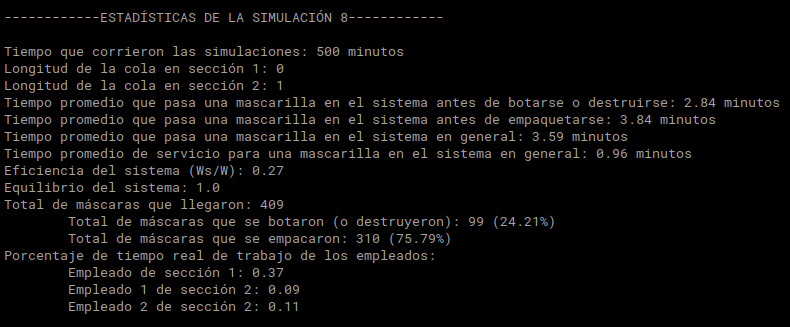 ------------ESTADÍSTICAS DE LA SIMULACIÓN 8------------
Tiempo que corrieron las simulaciones: 500 minutos
Longitud de la cola en sección 1: 0
Longitud de la cola en sección 2: 1
Tiempo promedio que pasa una mascarilla en el sistema antes de botarse o destruirse: 2.84 minutos
Tiempo promedio que pasa una mascarilla en el sistema antes de empaquetarse: 3.84 minutos
Tiempo promedio que pasa una mascarilla en el sistema en general: 3.59 minutos
Tiempo promedio de servicio para una mascarilla en el sistema en general: 0.96 minutos
Eficiencia del sistema (Ws/W): 0.27
Equilibrio del sistema: 1.0
Total de máscaras que llegaron: 409
Total de máscaras que se botaron (o destruyeron): 99 (24.21%)
Total de máscaras que se empacaron: 310 (75.79%)
Porcentaje de tiempo real de trabajo de los empleados:
Empleado de sección 1: 0.37
Empleado 1 de sección 2: 0.09
Empleado 2 de sección 2: 0.11